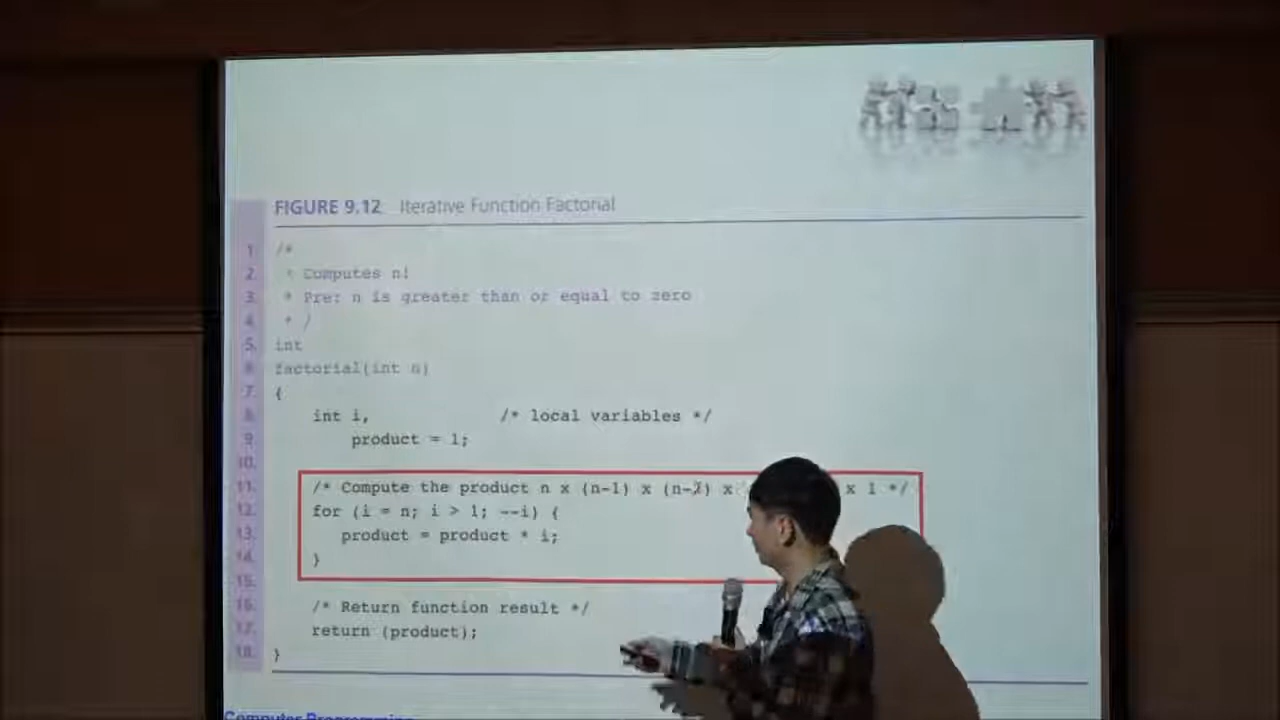 FIGURE 9.12 Iterative Function Factorial
1. /*
2. * Computes n!
3. * Pre: n is greater than or equal to zero
4. */
5. int
6. factorial(int n)
7. {
8. int i, /* local variables */
9. product = 1;
10.
11. /* Compute the product n x (n-1) x (n-2) x x 1 */
12. for (i = n; i > 1; --i) {
13. product = product * i;
14. }
15.
16. /* Return function result */
17. return (product);
18. }
Computer Programming